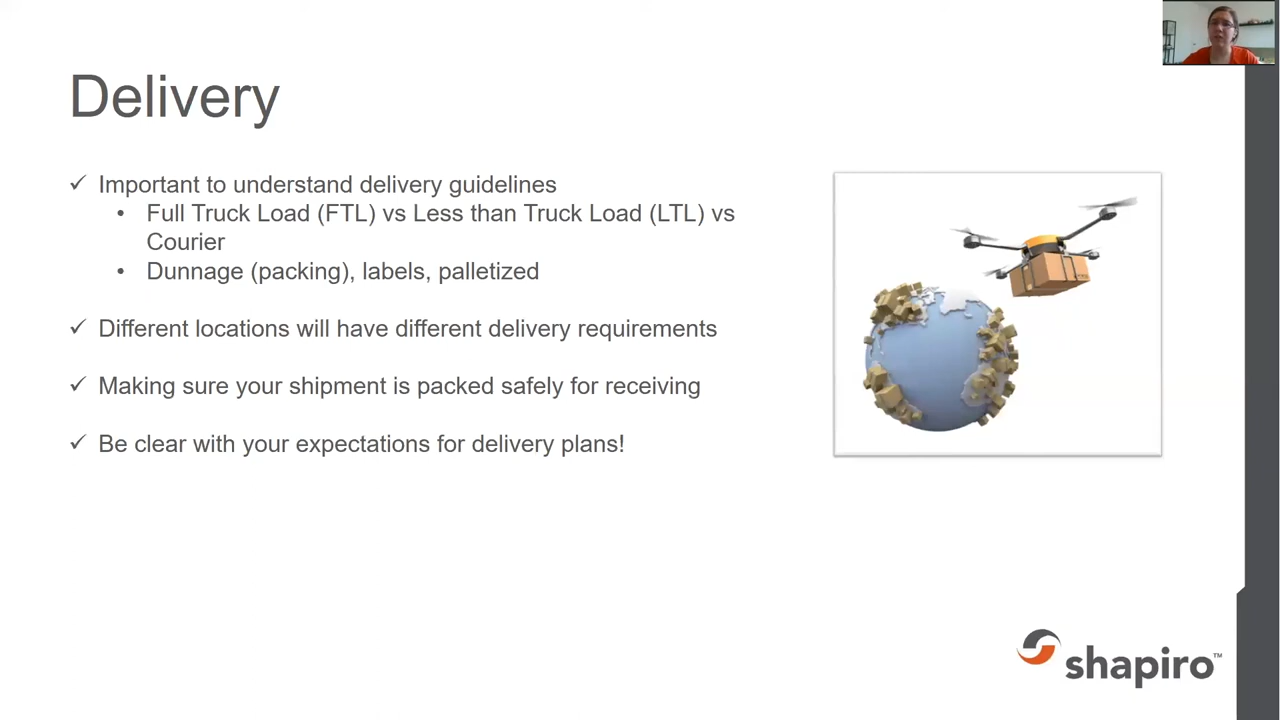 Delivery
✓ Important to understand delivery guidelines
• Full Truck Load (FTL) vs Less than Truck Load (LTL) vs
Courier
• Dunnage (packing), labels, palletized
✓ Different locations will have different delivery requirements
✓ Making sure your shipment is packed safely for receiving
✓ Be clear with your expectations for delivery plans!
shapiro™